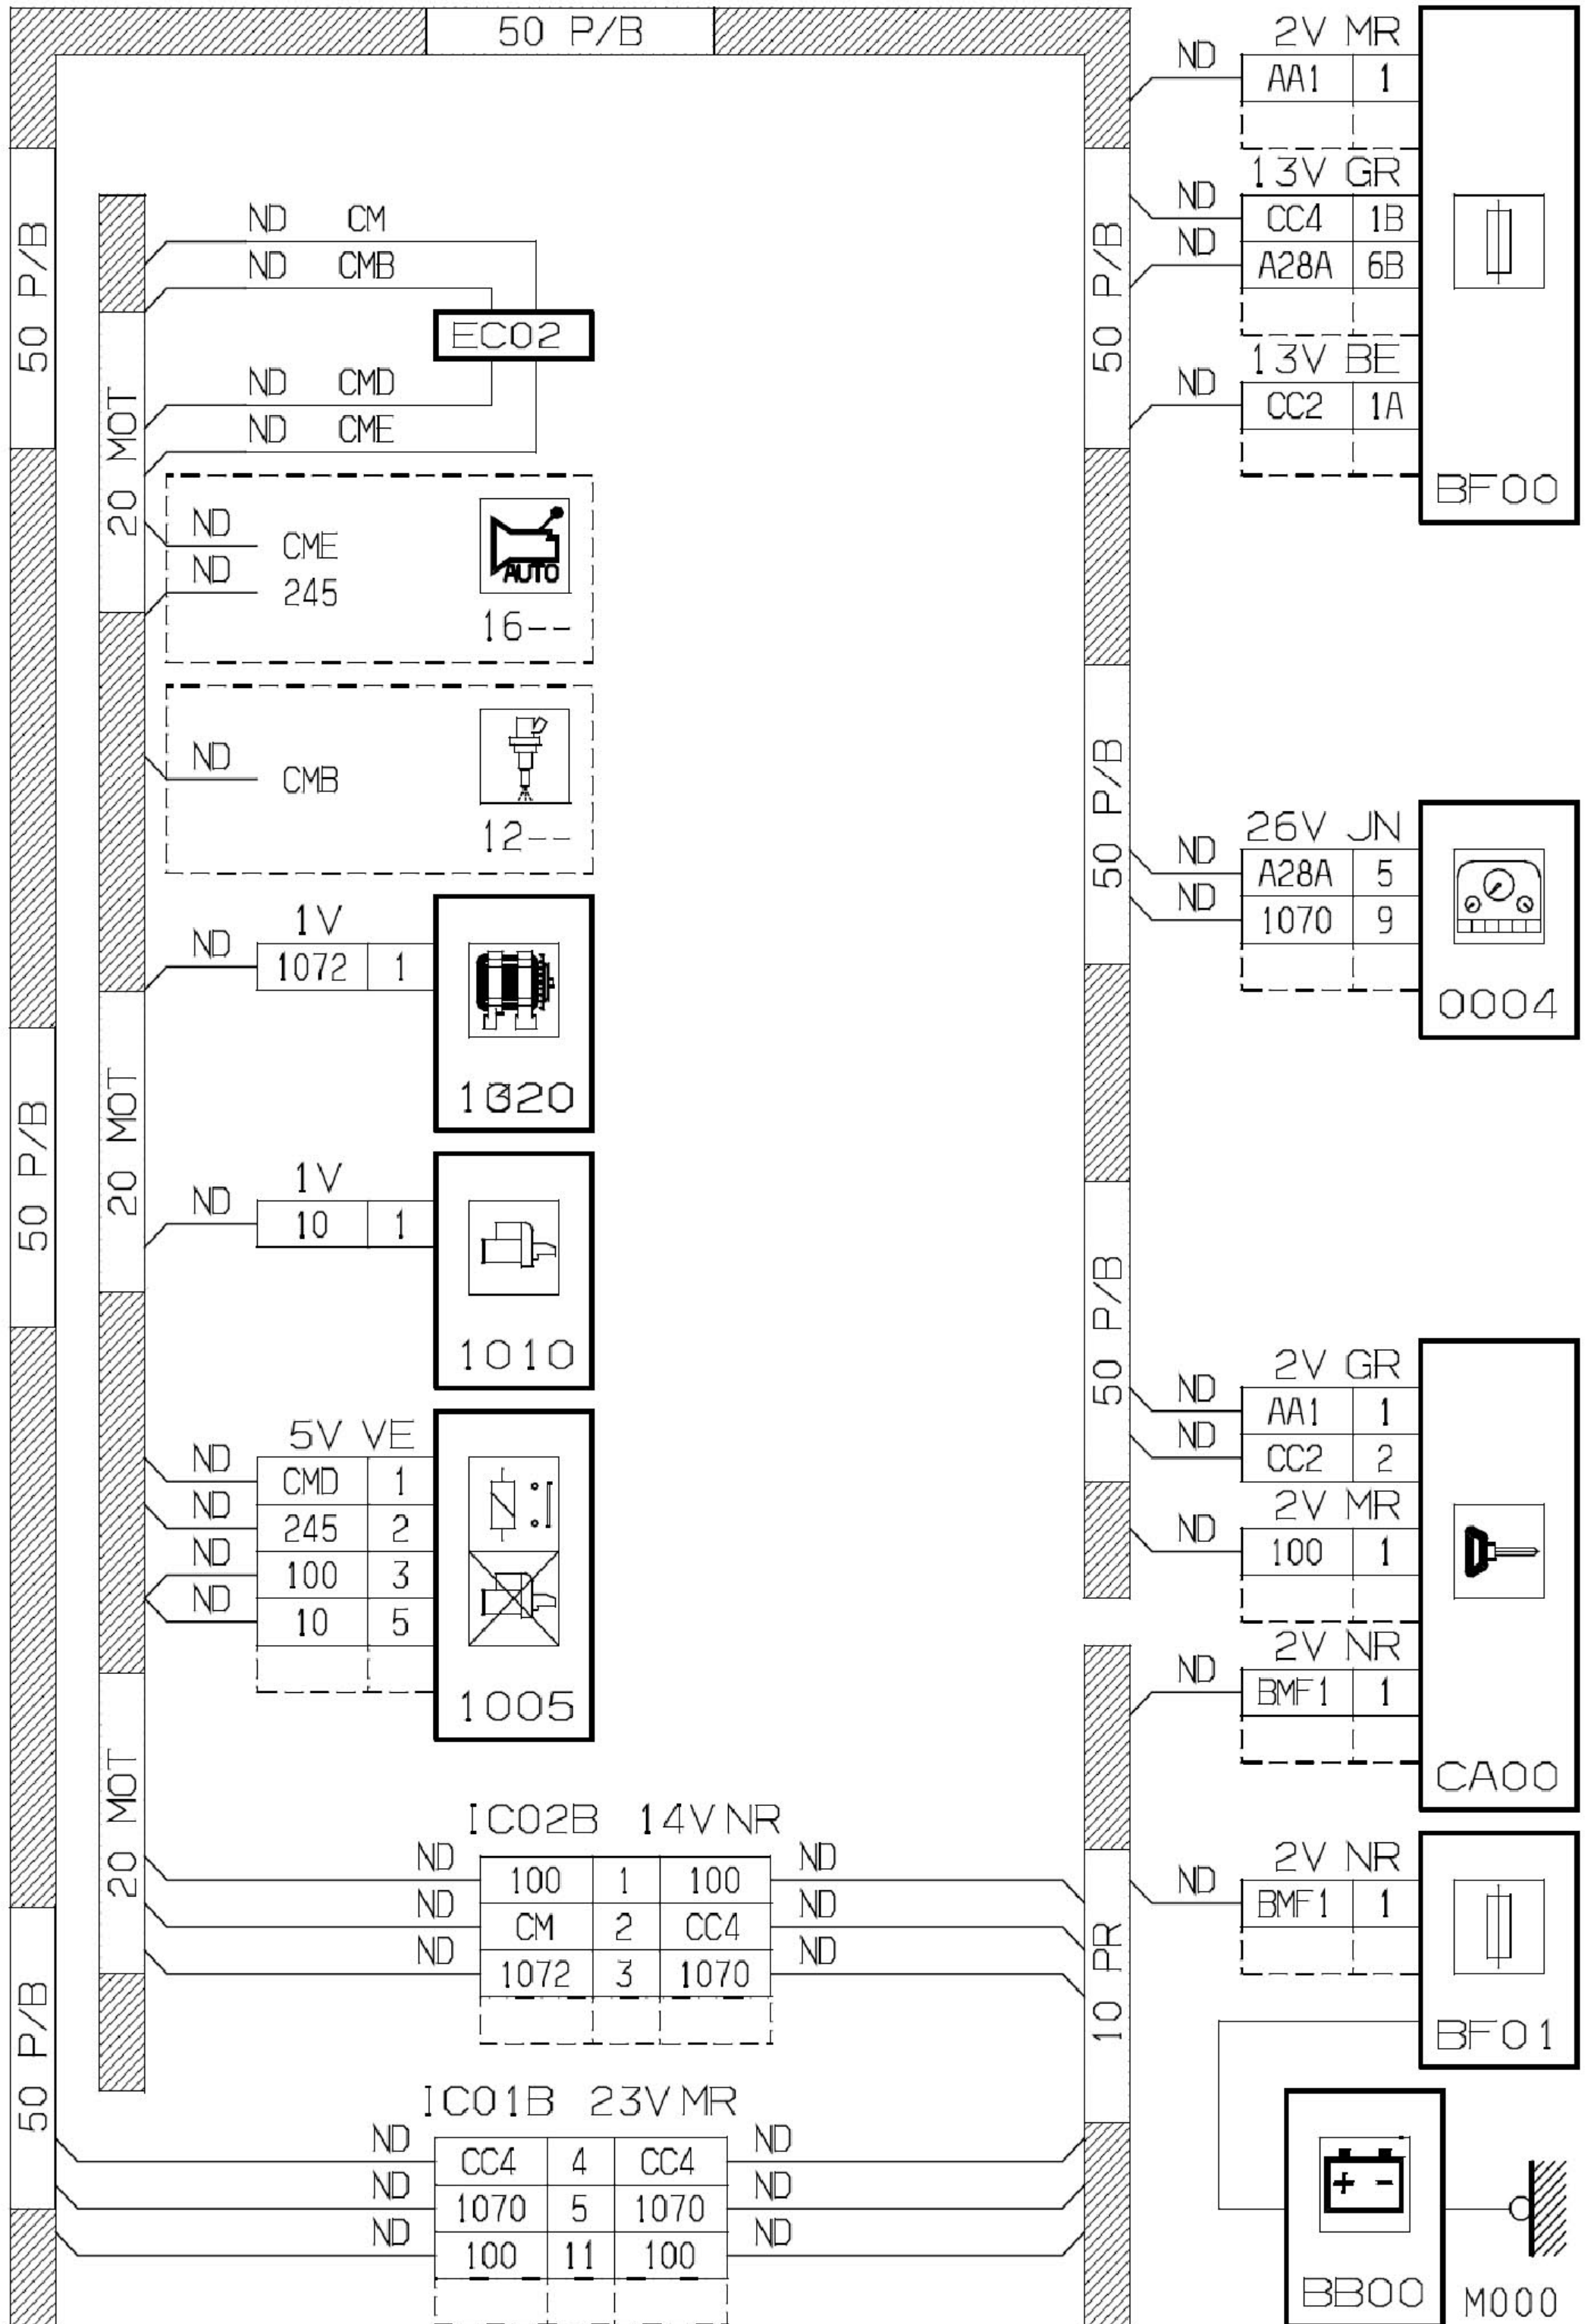 50 P/B
50 P/B
50 P/B
50 P/B
20 MOT
20 MOT
20 MOT
ND CM
ND CMB
EC02
ND CMD
ND CME
ND CME
ND 245
AUTO
16--
ND CMB
12--
1V
ND 1072 1
1020
1V
ND 10 1
1010
5V VE
ND CMD 1
ND 245 2
ND 100 3
ND 10 5
1005
IC02B 14V NR
ND 100 1 100 ND
ND CM 2 CC4 ND
ND 1072 3 1070 ND
IC01B 23V MR
ND CC4 4 CC4 ND
ND 1070 5 1070 ND
ND 100 11 100 ND
50 P/B
50 P/B
50 P/B
10 PR
2V MR
ND AA1 1
13V GR
ND CC4 1B
ND A28A 6B
13V BE
ND CC2 1A
BF00
26V JN
ND A28A 5
ND 1070 9
0004
2V GR
ND AA1 1
ND CC2 2
2V MR
ND 100 1
2V NR
ND BMF1 1
CA00
2V NR
ND BMF1 1
BF01
+ -
BB00
M000